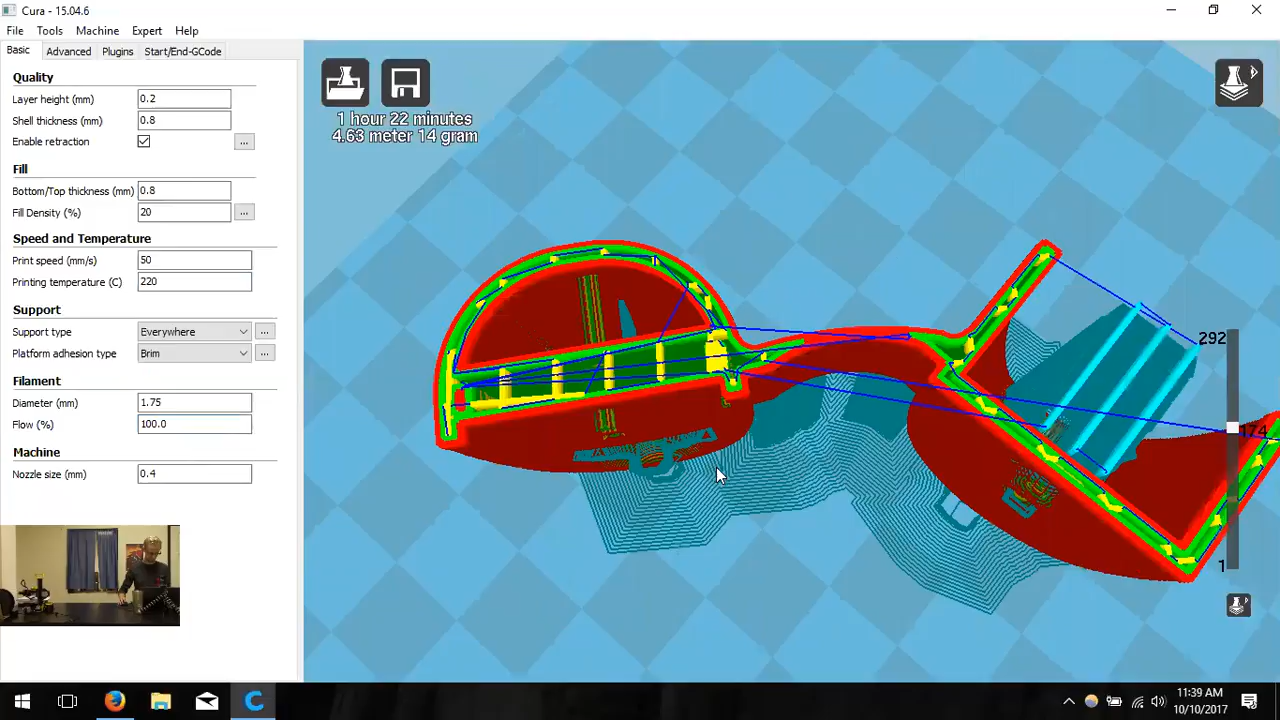 Cura - 15.04.6
File Tools Machine Expert Help
Basic Advanced Plugins Start/End-GCode
Quality
Layer height (mm) 0.2
Shell thickness (mm) 0.8
Enable retraction ...
Fill
Bottom/Top thickness (mm) 0.8
Fill Density (%) 20 ...
Speed and Temperature
Print speed (mm/s) 50
Printing temperature (C) 220
Support
Support type Everywhere ...
Platform adhesion type Brim ...
Filament
Diameter (mm) 1.75
Flow (%) 100.0
Machine
Nozzle size (mm) 0.4
1 hour 22 minutes
4.63 meter 14 gram
292
174
1
11:39 AM
10/10/2017